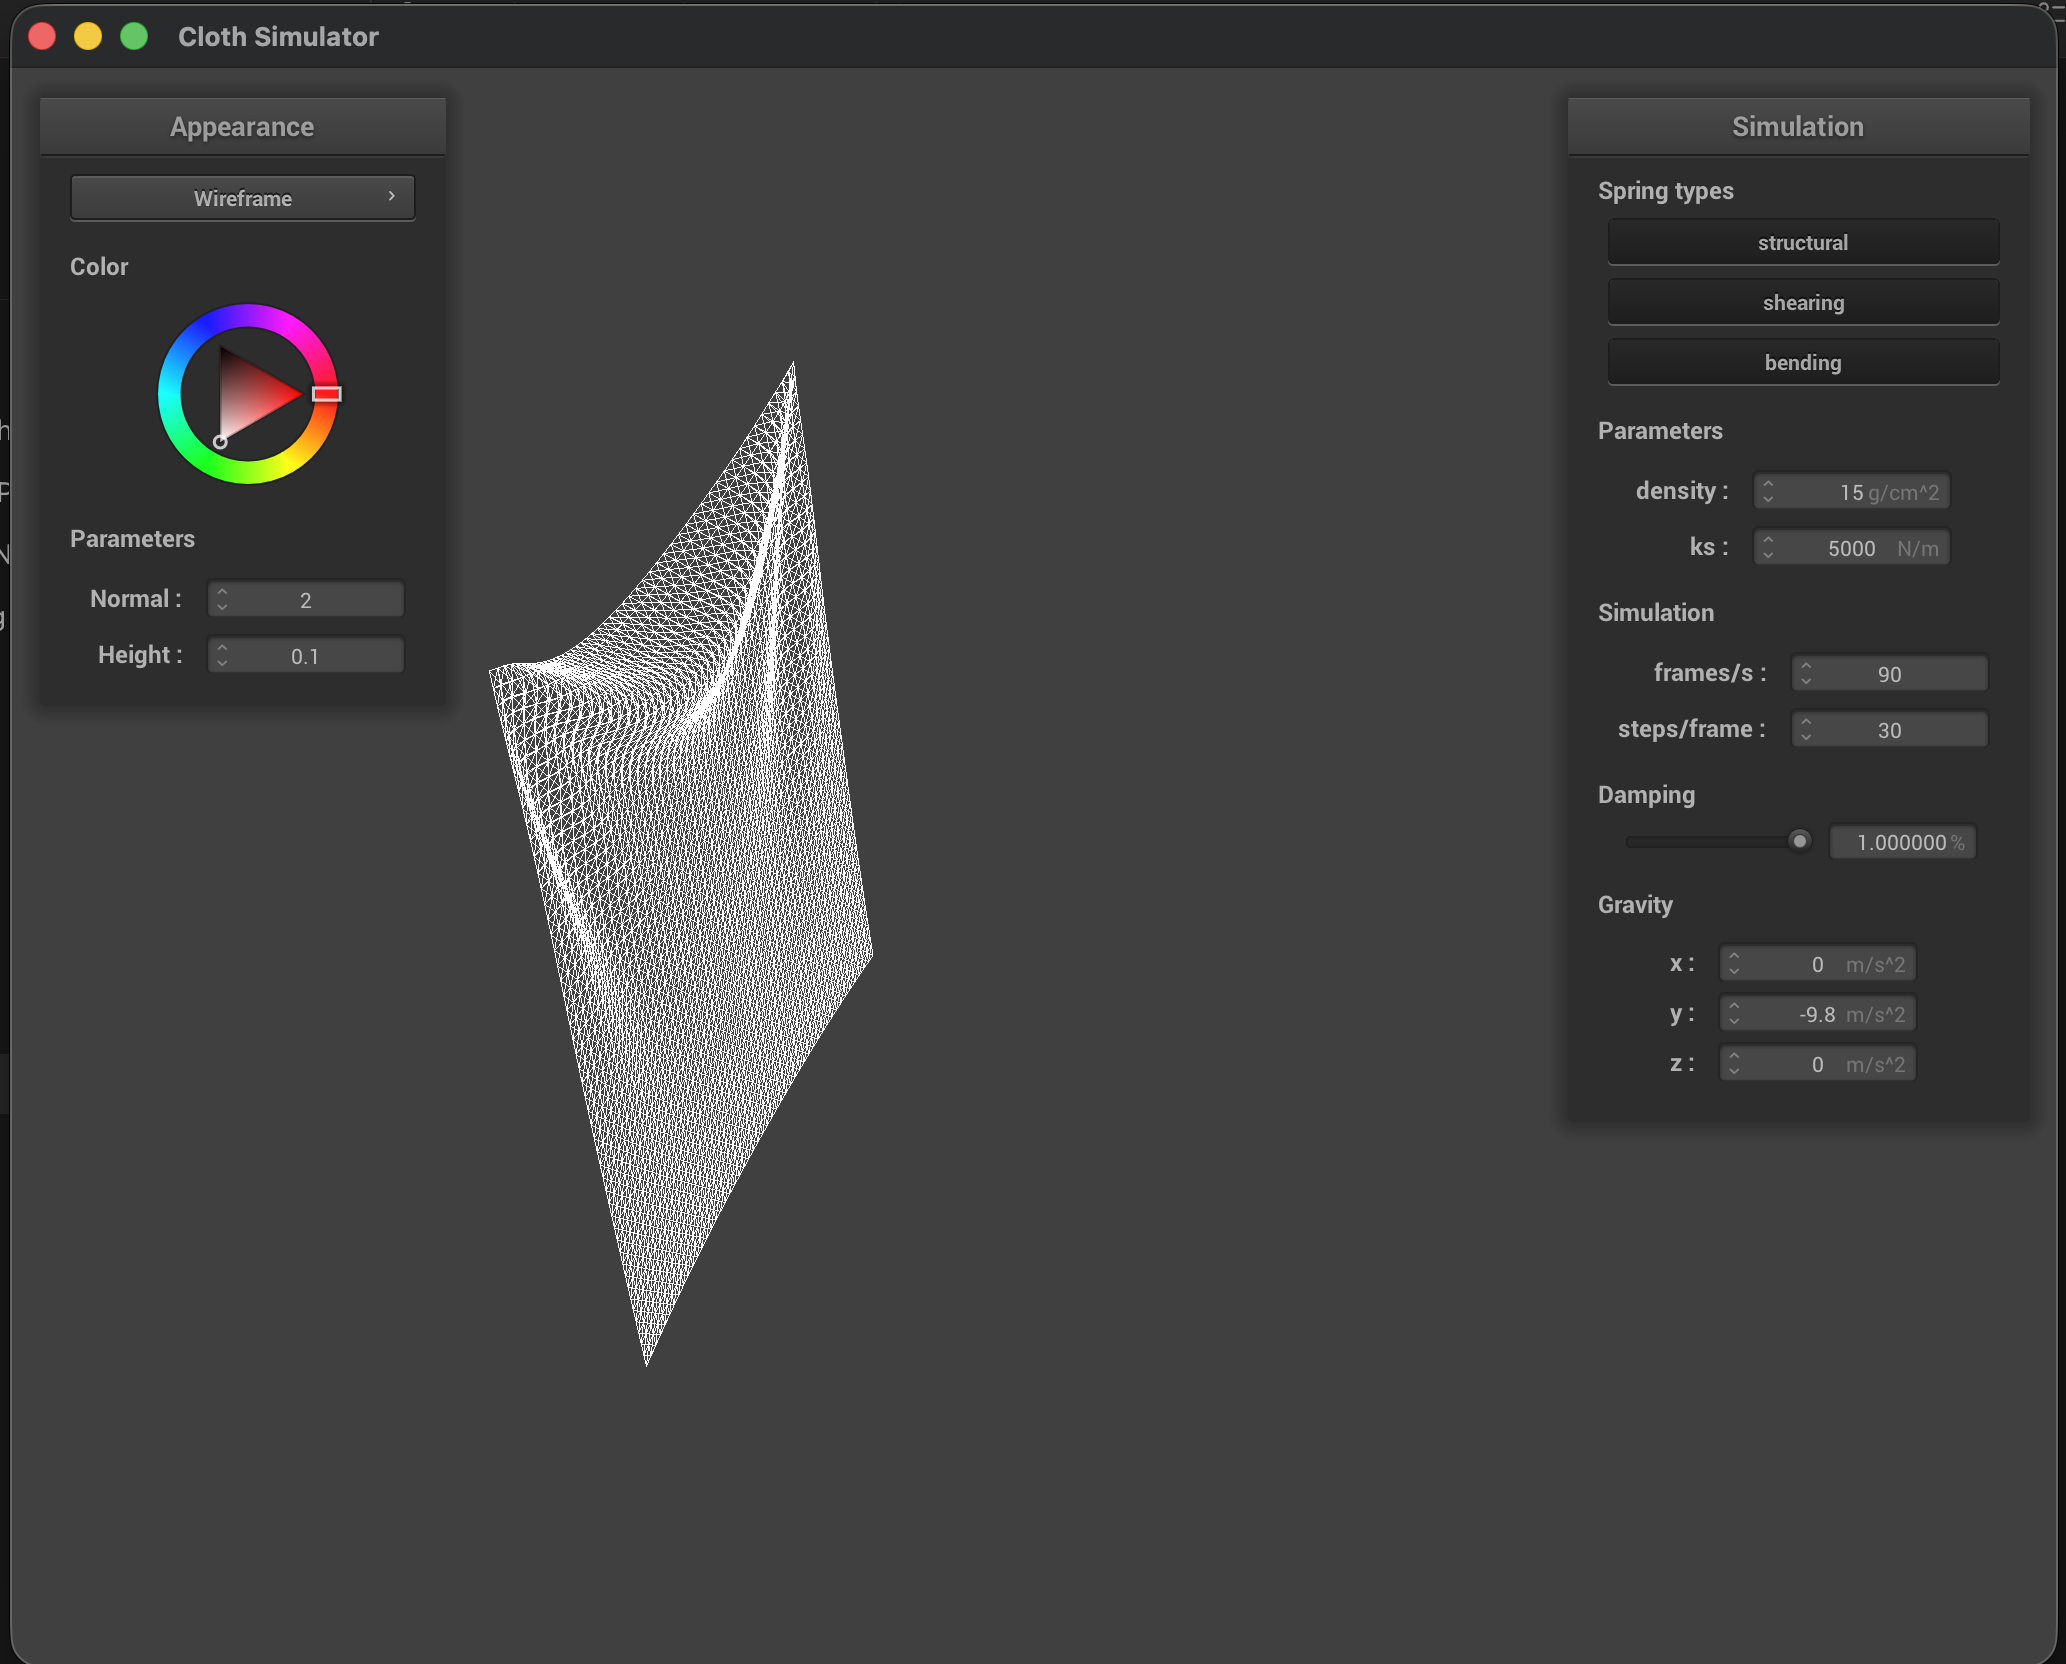 Cloth Simulator
Appearance
Wireframe
Color
Parameters
Normal : 2
Height : 0.1
Simulation
Spring types
structural
shearing
bending
Parameters
density : 15 g/cm^2
ks : 5000 N/m
Simulation
frames/s : 90
steps/frame : 30
Damping
1.000000 %
Gravity
x : 0 m/s^2
y : -9.8 m/s^2
z : 0 m/s^2